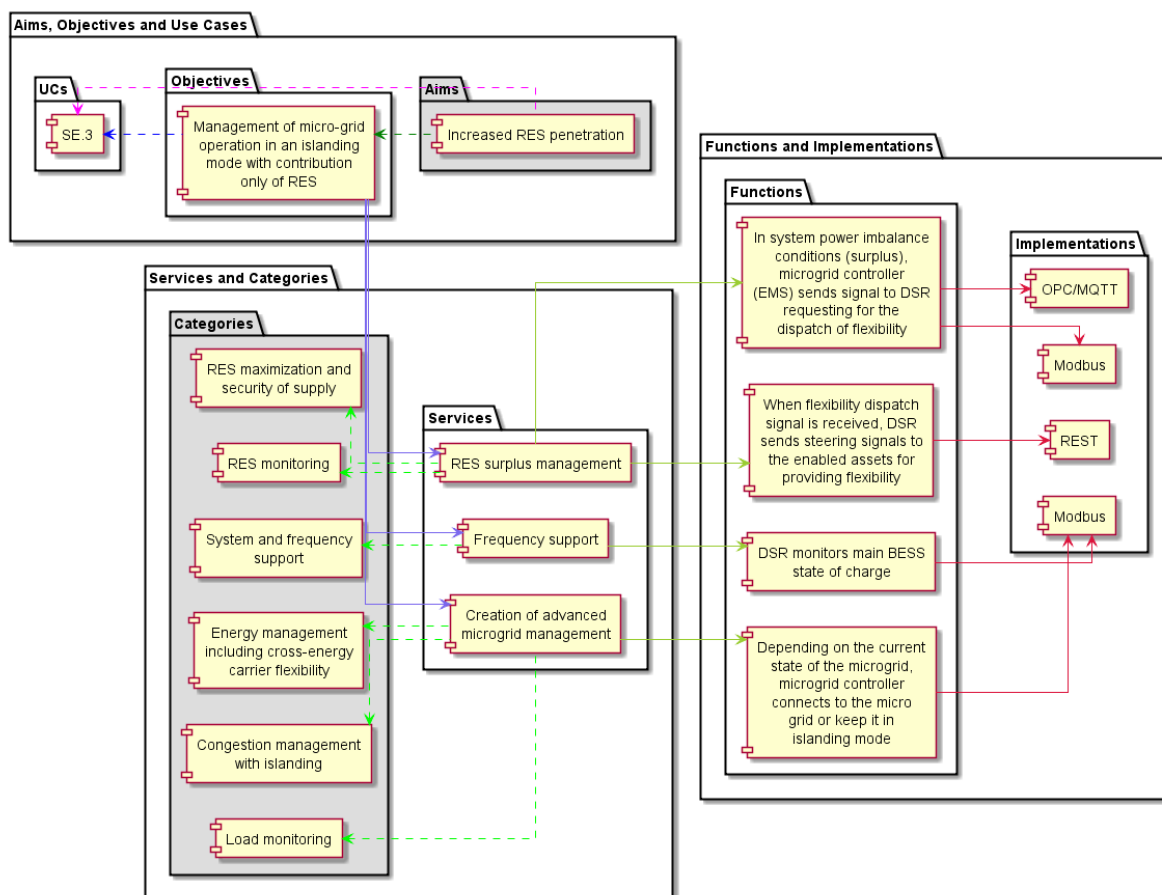 Aims, Objectives and Use Cases
UCs
SE.3
Objectives
Management of micro-grid
operation in an islanding
mode with contribution
only of RES
Aims
Increased RES penetration
Services and Categories
Categories
RES maximization and
security of supply
RES monitoring
System and frequency
support
Energy management
including cross-energy
carrier flexibility
Congestion management
with islanding
Load monitoring
Services
RES surplus management
Frequency support
Creation of advanced
microgrid management
Functions and Implementations
Functions
In system power imbalance
conditions (surplus),
microgrid controller
(EMS) sends signal to DSR
requesting for the
dispatch of flexibility
When flexibility dispatch
signal is received, DSR
sends steering signals to
the enabled assets for
providing flexibility
DSR monitors main BESS
state of charge
Depending on the current
state of the microgrid,
microgrid controller
connects to the micro
grid or keep it in
islanding mode
Implementations
OPC/MQTT
Modbus
REST
Modbus